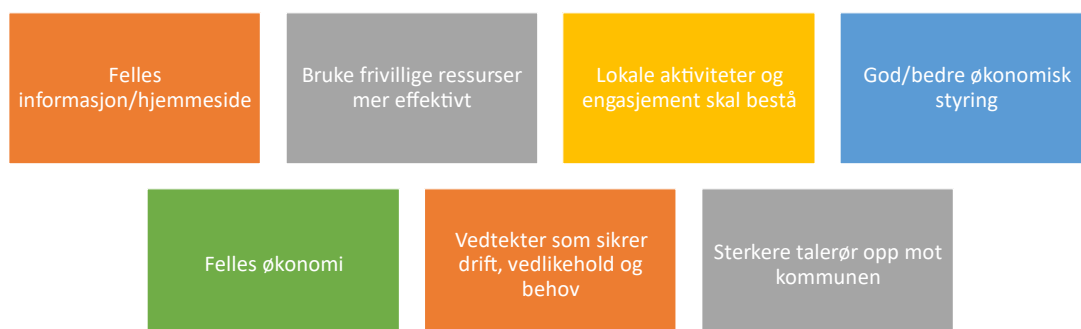 Felles
informasjon/hjemmeside
Bruke frivillige ressurser
mer effektivt
Lokale aktiviteter og
engasjement skal bestå
God/bedre økonomisk
styring
Felles økonomi
Vedtekter som sikrer
drift, vedlikehold og
behov
Sterkere talerør opp mot
kommunen